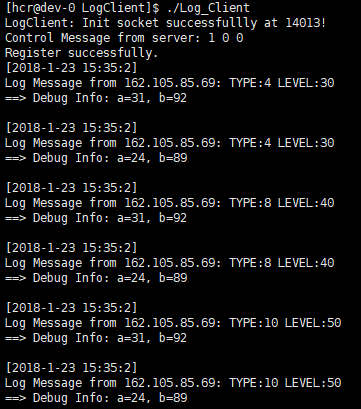 [hcr@dev-0 LogClient]$ ./Log_Client
LogClient: Init socket successfullly at 14013!
Control Message from server: 1 0 0
Register successfully.
[2018-1-23 15:35:2]
Log Message from 162.105.85.69: TYPE:4 LEVEL:30
==> Debug Info: a=31, b=92
[2018-1-23 15:35:2]
Log Message from 162.105.85.69: TYPE:4 LEVEL:30
==> Debug Info: a=24, b=89
[2018-1-23 15:35:2]
Log Message from 162.105.85.69: TYPE:8 LEVEL:40
==> Debug Info: a=31, b=92
[2018-1-23 15:35:2]
Log Message from 162.105.85.69: TYPE:8 LEVEL:40
==> Debug Info: a=24, b=89
[2018-1-23 15:35:2]
Log Message from 162.105.85.69: TYPE:10 LEVEL:50
==> Debug Info: a=31, b=92
[2018-1-23 15:35:2]
Log Message from 162.105.85.69: TYPE:10 LEVEL:50
==> Debug Info: a=24, b=89